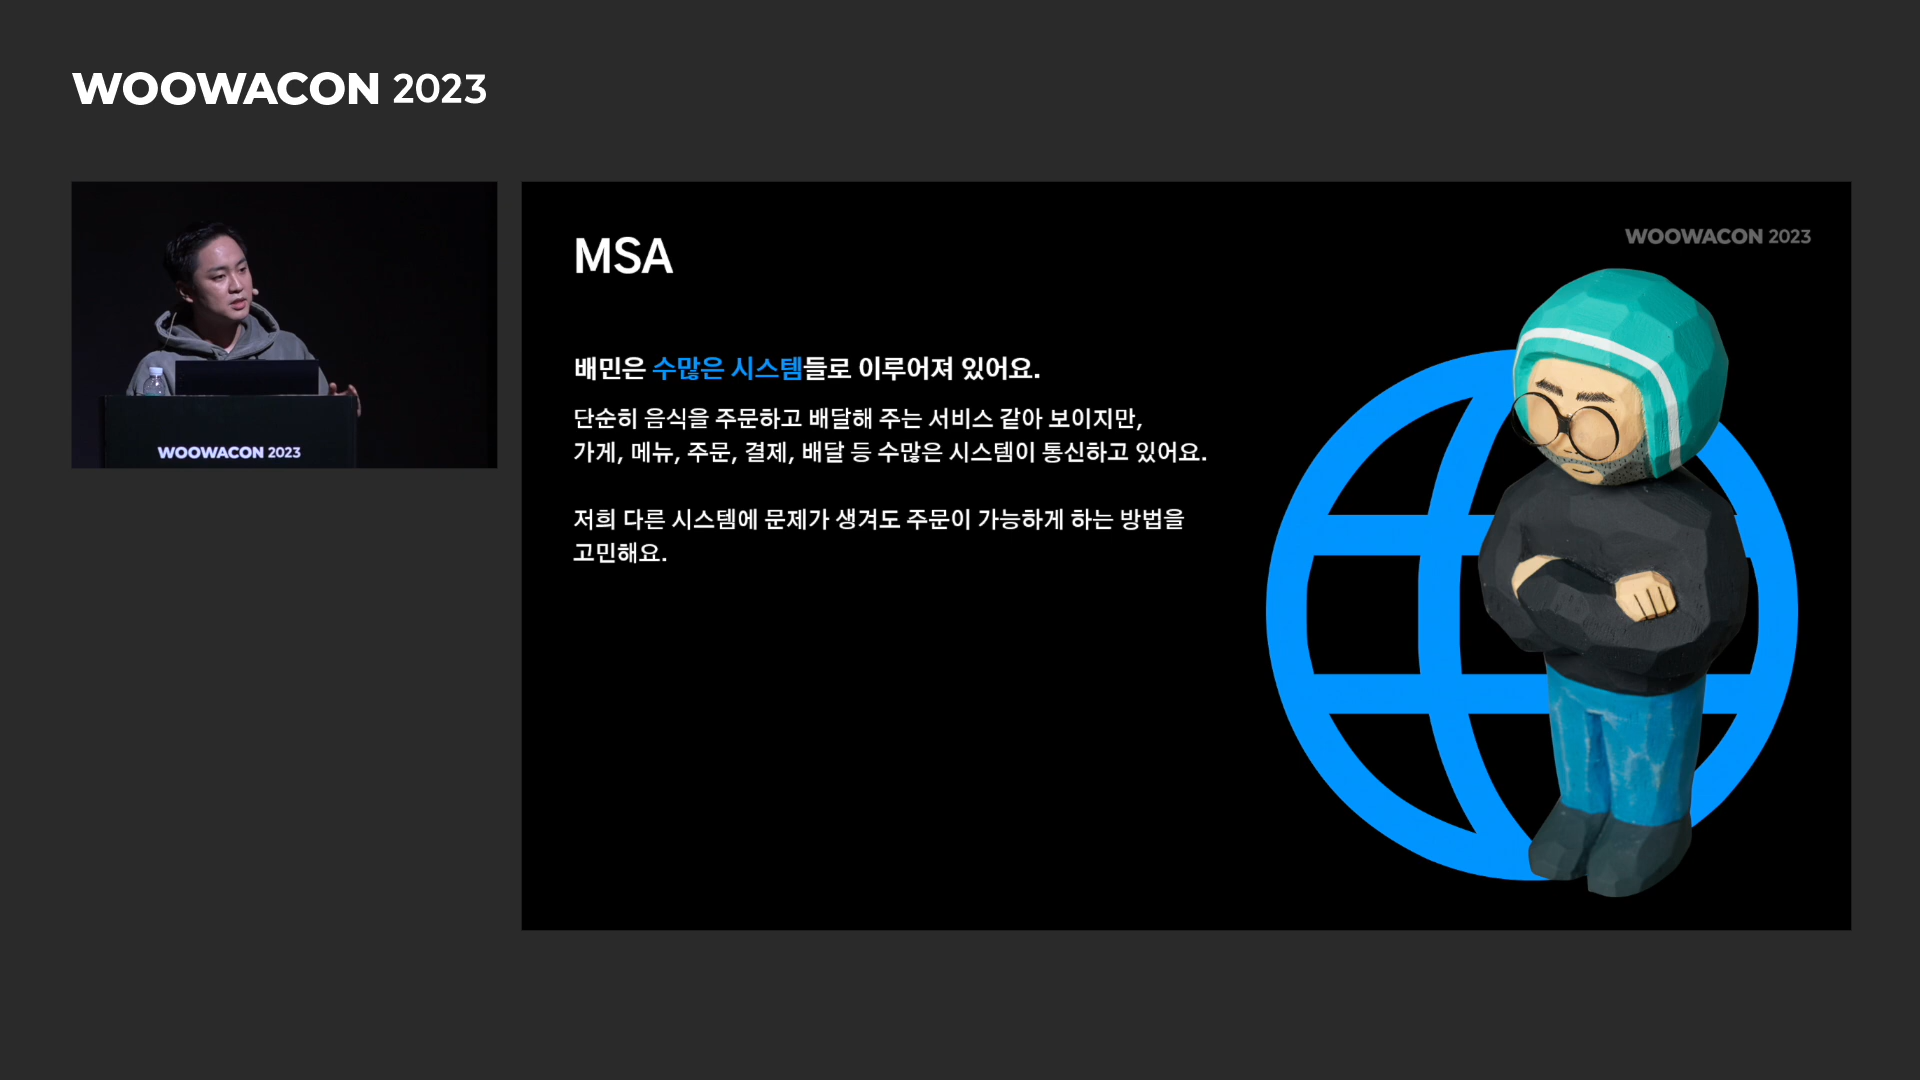 WOOWACON 2023
WOOWACON 2023
MSA
WOOWACON 2023
배민은 수많은 시스템들로 이루어져 있어요.
단순히 음식을 주문하고 배달해 주는 서비스 같아 보이지만,
가게, 메뉴, 주문, 결제, 배달 등 수많은 시스템이 통신하고 있어요.
저희 다른 시스템에 문제가 생겨도 주문이 가능하게 하는 방법을
고민해요.